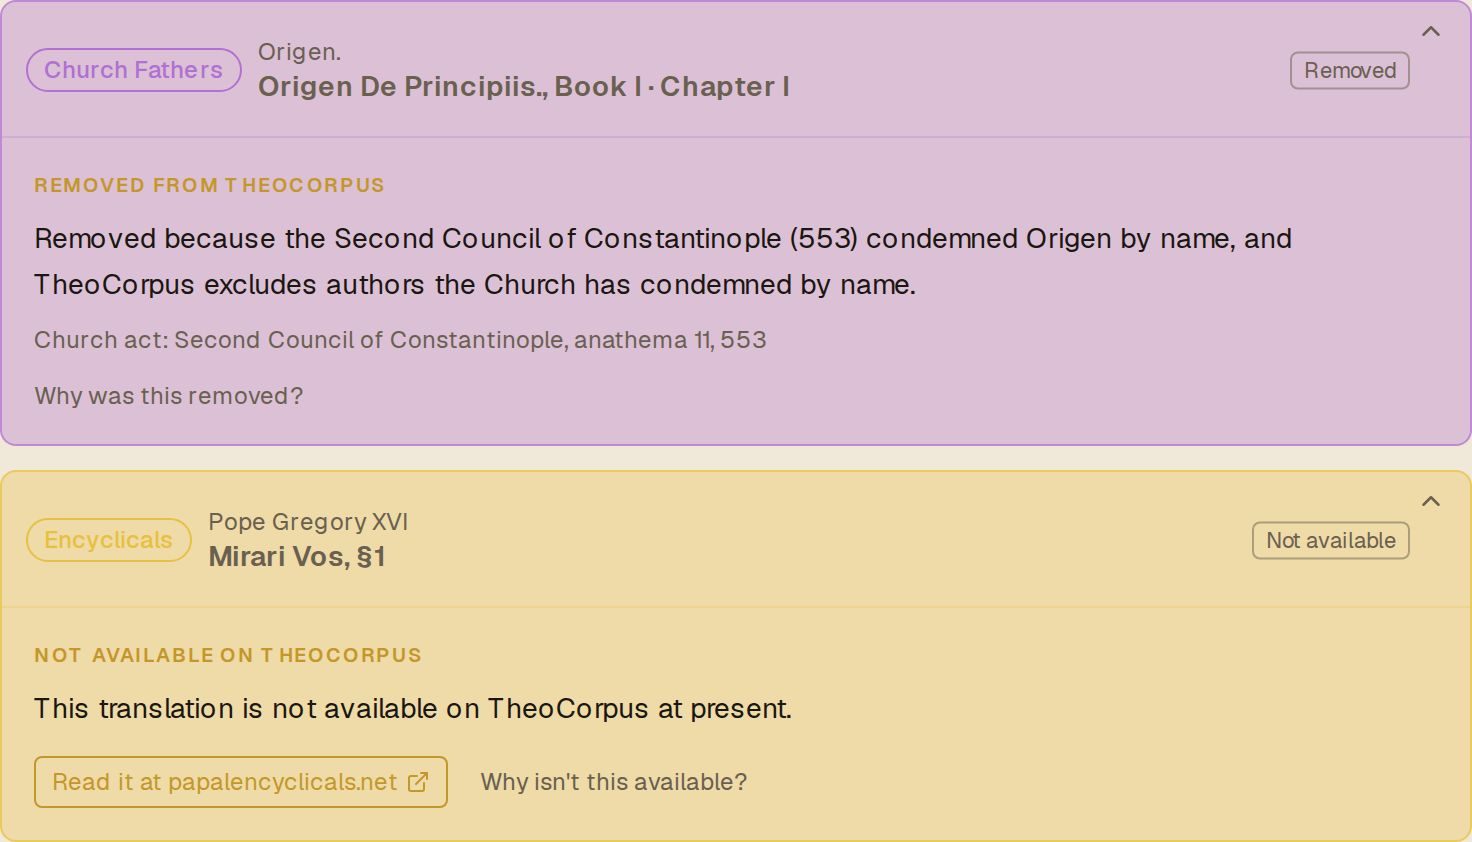 Church Fathers
Origen.
Origen De Principiis., Book I · Chapter I
Removed
REMOVED FROM THEOCORPUS
Removed because the Second Council of Constantinople (553) condemned Origen by name, and
TheoCorpus excludes authors the Church has condemned by name.
Church act: Second Council of Constantinople, anathema 11, 553
Why was this removed?
Encyclicals
Pope Gregory XVI
Mirari Vos, §1
Not available
NOT AVAILABLE ON THEOCORPUS
This translation is not available on TheoCorpus at present.
Read it at papalencyclicals.net
Why isn't this available?